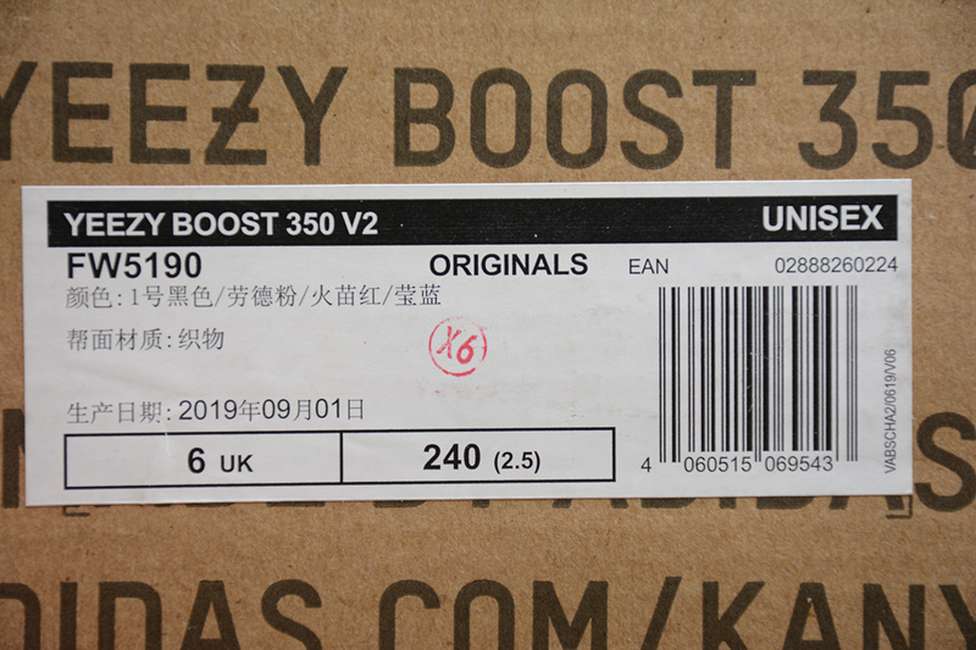 YEEZY BOOST 350
YEEZY BOOST 350 V2 UNISEX
FW5190 ORIGINALS EAN 02888260224
颜色: 1号黑色/劳德粉/火苗红/莹蓝
帮面材质: 织物
X6
生产日期: 2019年09月01日
6 UK 240 (2.5)
4 060515 069543
VABSCHA2/0619/V06
ADIDAS
DIDAS.COM/KANY